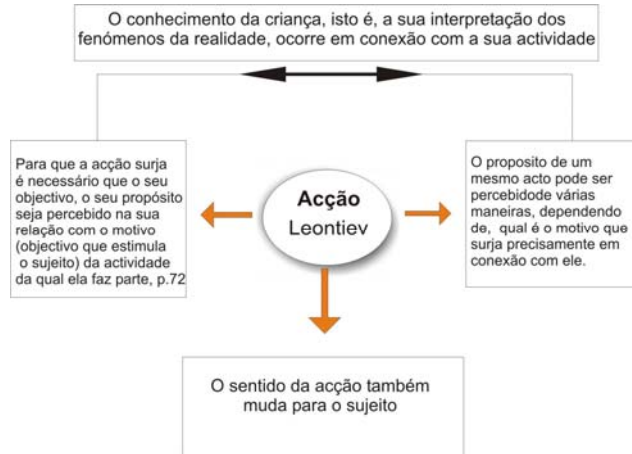 O conhecimento da criança, isto é, a sua interpretação dos
fenómenos da realidade, ocorre em conexão com a sua actividade
Para que a acção surja
é necessário que o seu
objectivo, o seu propósito
seja percebido na sua
relação com o motivo
(objectivo que estimula
o sujeito) da actividade
da qual ela faz parte, p.72
Acção
Leontiev
O proposito de um
mesmo acto pode ser
percebidode várias
maneiras, dependendo
de, qual é o motivo que
surja precisamente em
conexão com ele.
O sentido da acção também
muda para o sujeito